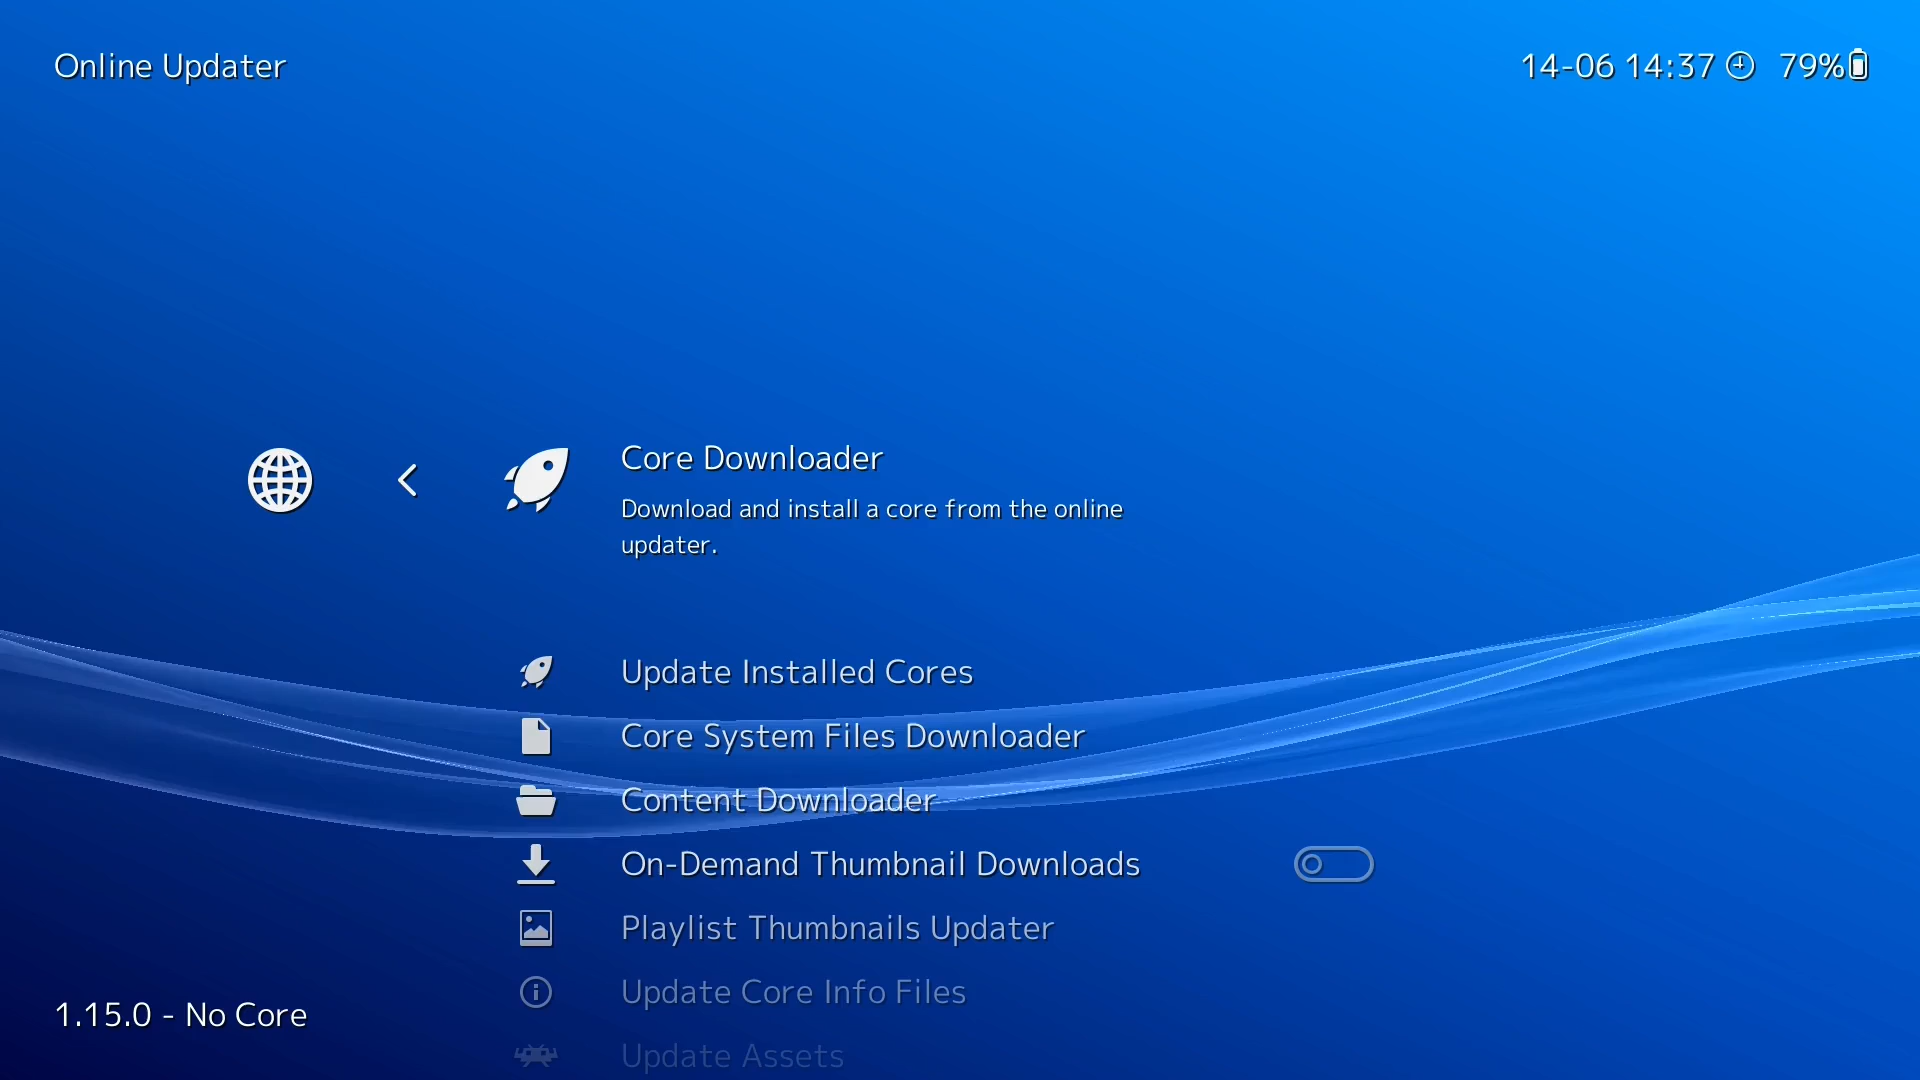 Online Updater
14-06 14:37 79%
Core Downloader
Download and install a core from the online
updater.
Update Installed Cores
Core System Files Downloader
Content Downloader
On-Demand Thumbnail Downloads
Playlist Thumbnails Updater
Update Core Info Files
1.15.0 - No Core
Update Assets